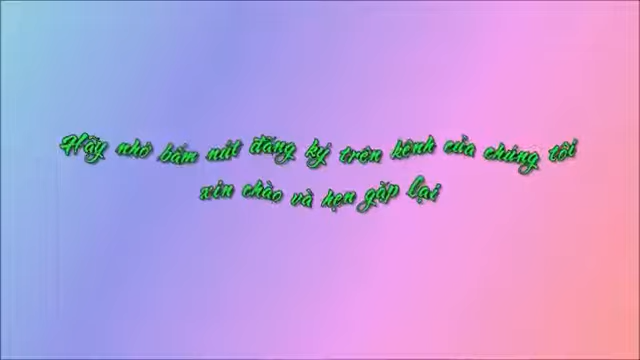 Hãy nhớ bấm nút đăng ký trên kênh của chúng tôi
xin chào và hẹn gặp lại